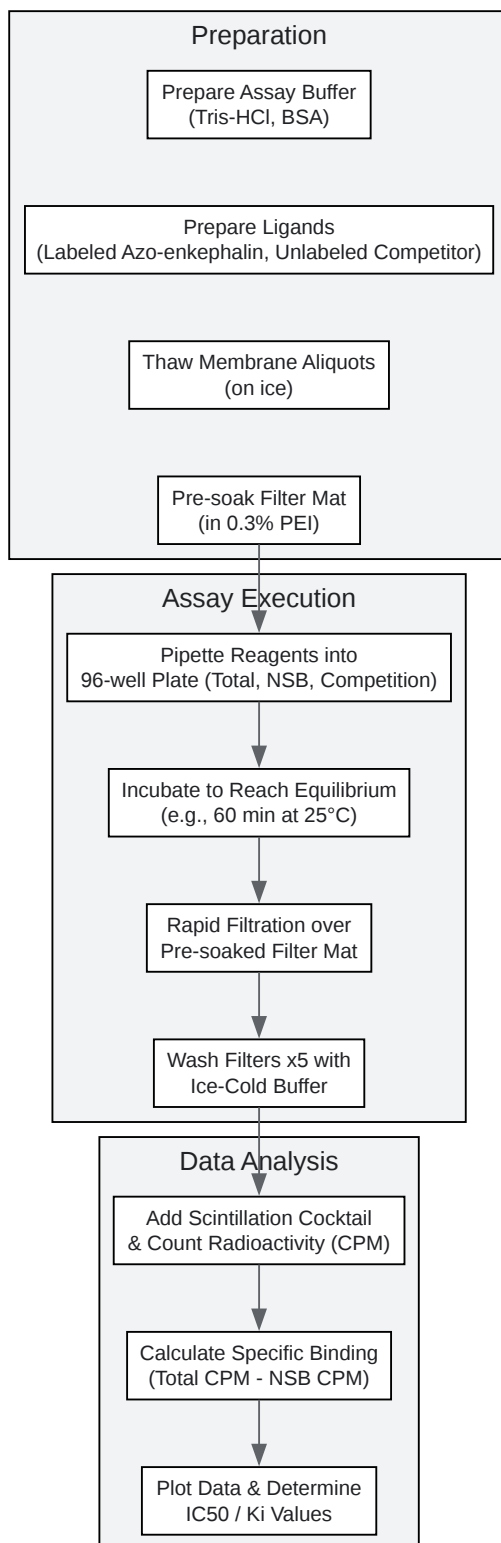 Preparation
Prepare Assay Buffer
(Tris-HCl, BSA)
Prepare Ligands
(Labeled Azo-enkephalin, Unlabeled Competitor)
Thaw Membrane Aliquots
(on ice)
Pre-soak Filter Mat
(in 0.3% PEI)
Assay Execution
Pipette Reagents into
96-well Plate (Total, NSB, Competition)
Incubate to Reach Equilibrium
(e.g., 60 min at 25°C)
Rapid Filtration over
Pre-soaked Filter Mat
Wash Filters x5 with
Ice-Cold Buffer
Data Analysis
Add Scintillation Cocktail
& Count Radioactivity (CPM)
Calculate Specific Binding
(Total CPM - NSB CPM)
Plot Data & Determine
IC50 / Ki Values